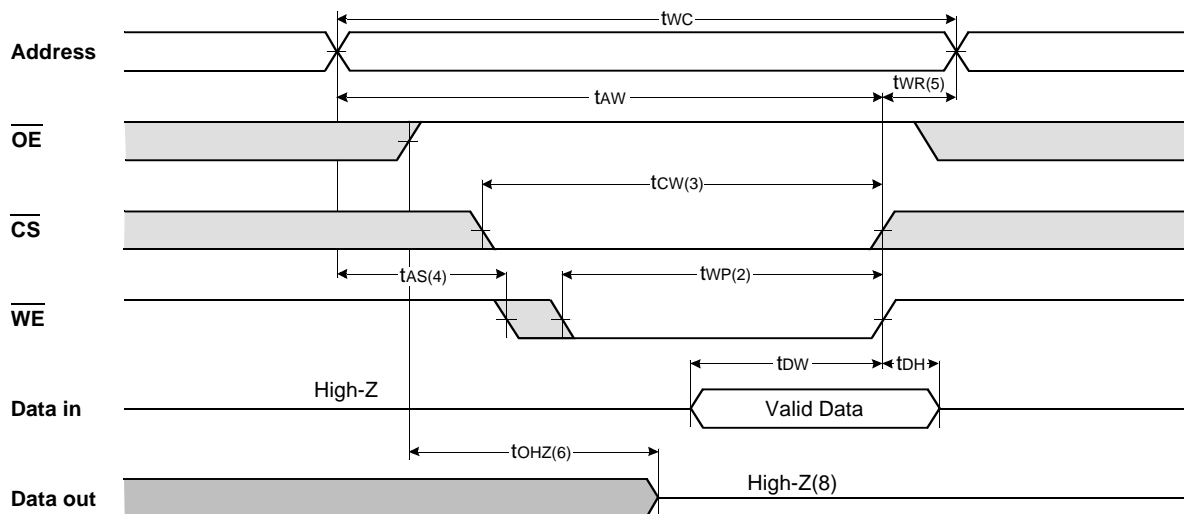 tWC
Address
tAW
tWR(5)
OE
tCW(3)
CS
tAS(4)
tWP(2)
WE
tDW
tDH
High-Z
Data in
Valid Data
tOHZ(6)
High-Z(8)
Data out